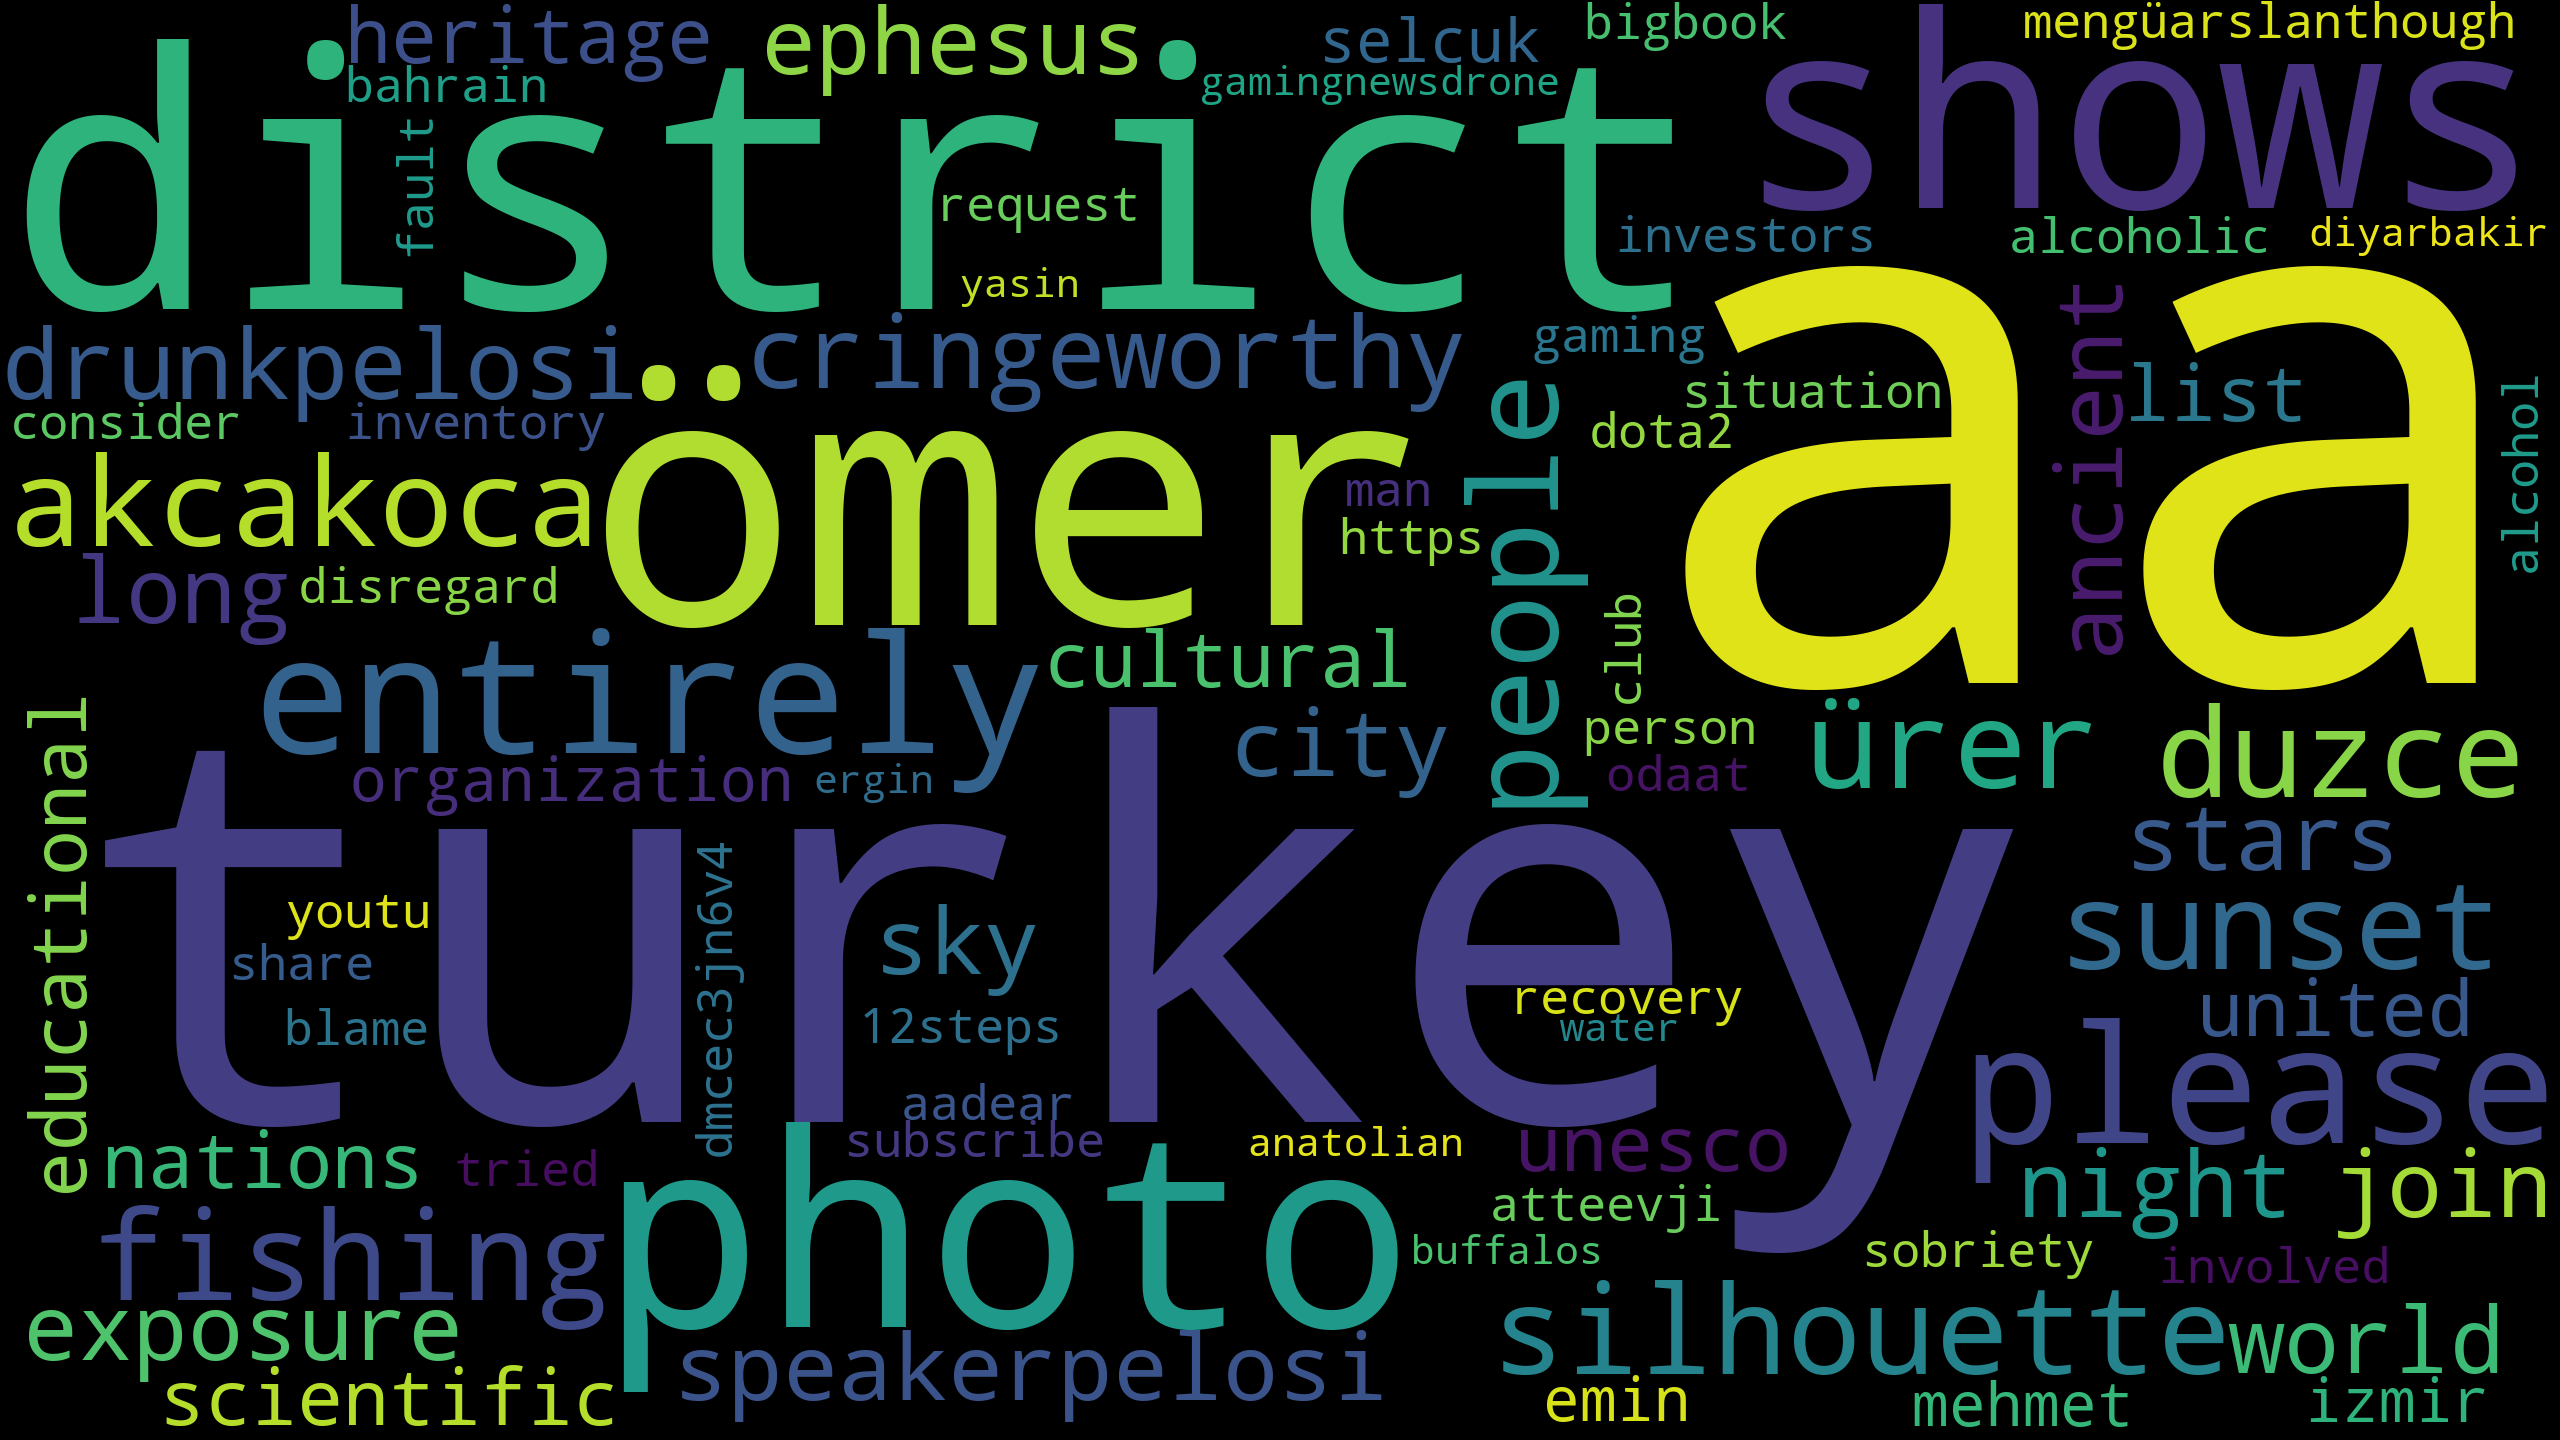 heritage
ephesus
selcuk
bigbook
mengüarslanthough
bahrain
gamingnewsdrone
district
shows
fault
request
yasin
investors
alcoholic
diyarbakir
drunkpelosi
cringeworthy
gaming
aa
ancient
list
situation
consider
inventory
dota2
alcohol
akcakoca
ömer
man
https
people
long
disregard
entirely
cultural
club
city
person
ürer
duzce
educational
organization
ergin
odaat
turkey
stars
youtu
share
blame
dmcec3jn6v4
sky
12steps
recovery
water
sunset
united
aadear
subscribe
anatolian
unesco
please
nations
tried
photo
atteevji
night
join
fishing
buffalos
sobriety
involved
exposure
speakerpelosi
silhouette
world
scientific
emin
mehmet
izmir